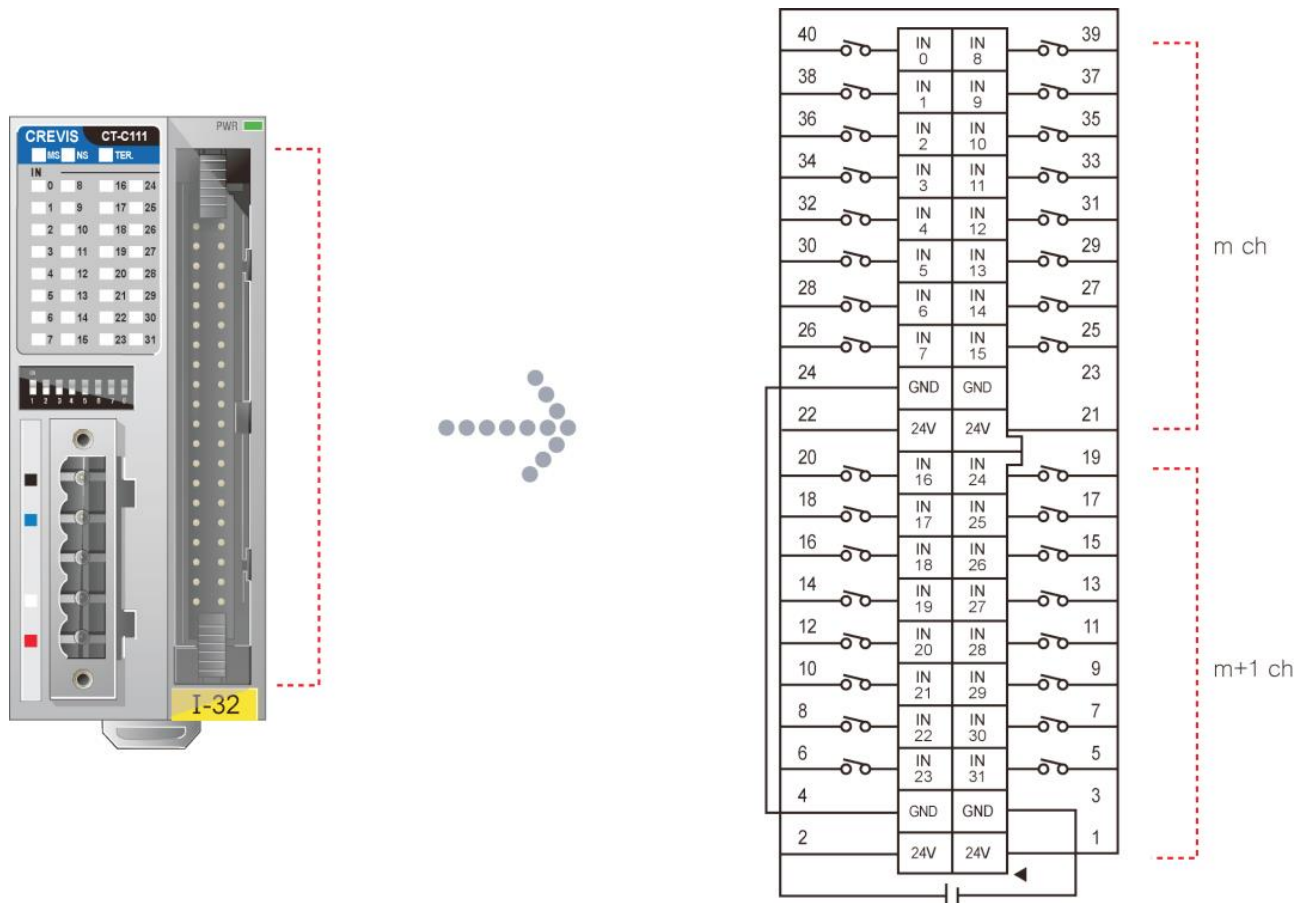 CREVIS CT-C111
PWR
MS NS TER.
IN
0 8 16 24
1 9 17 25
2 10 18 26
3 11 19 27
4 12 20 28
5 13 21 29
6 14 22 30
7 15 23 31
1 2 3 4 5 6 7 8
I-32
40 IN 0 IN 8 39
38 IN 1 IN 9 37
36 IN 2 IN 10 35
34 IN 3 IN 11 33
32 IN 4 IN 12 31
30 IN 5 IN 13 29
28 IN 6 IN 14 27
26 IN 7 IN 15 25
24 GND GND 23
22 24V 24V 21
m ch
20 IN 16 IN 24 19
18 IN 17 IN 25 17
16 IN 18 IN 26 15
14 IN 19 IN 27 13
12 IN 20 IN 28 11
10 IN 21 IN 29 9
8 IN 22 IN 30 7
6 IN 23 IN 31 5
4 GND GND 3
2 24V 24V 1
m+1 ch